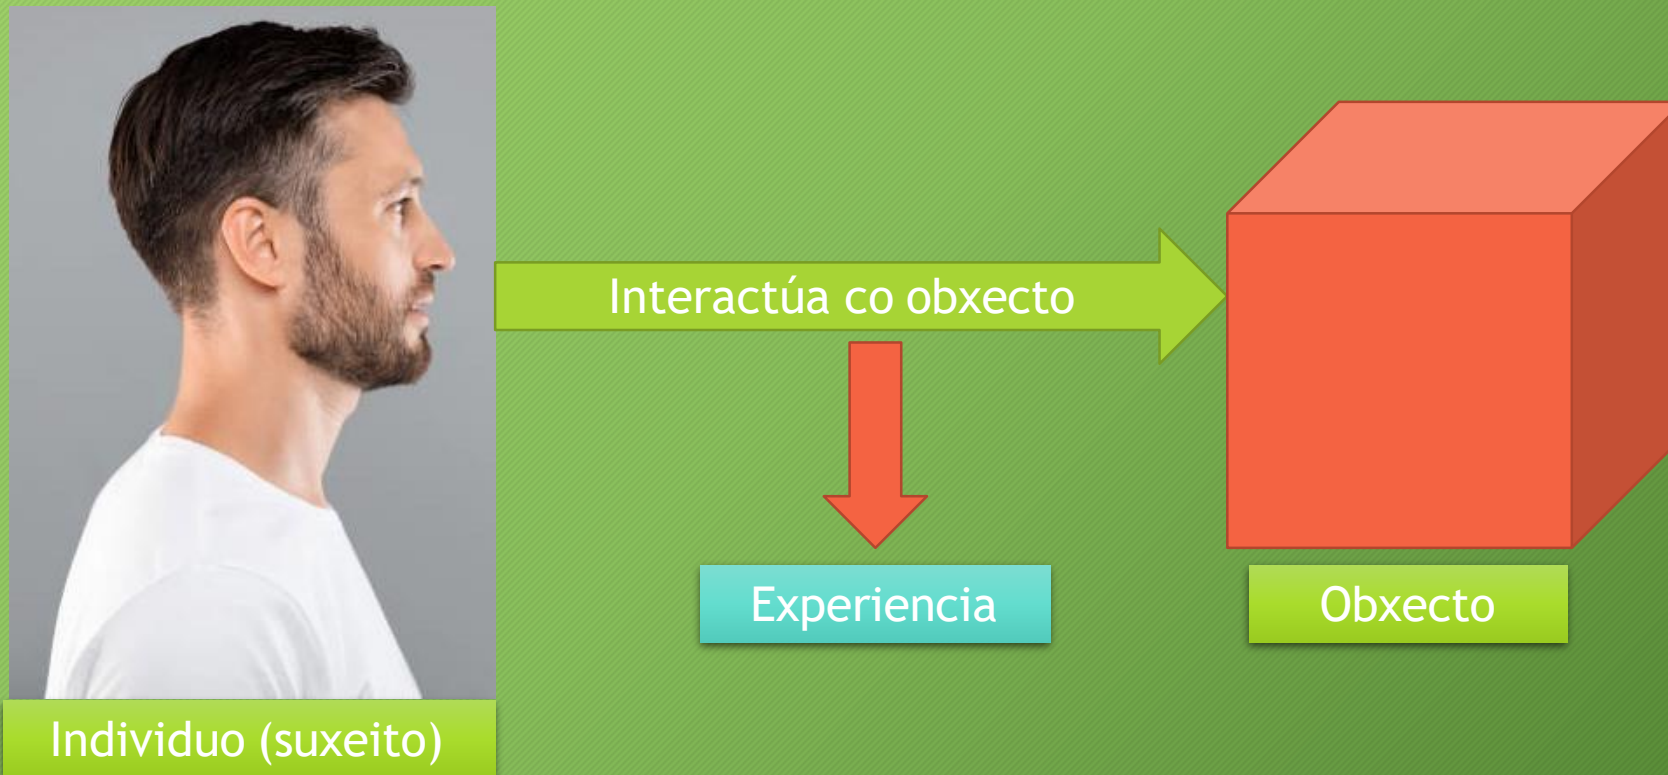 Interactúa co obxecto
Experiencia
Obxecto
Individuo (suxeito)